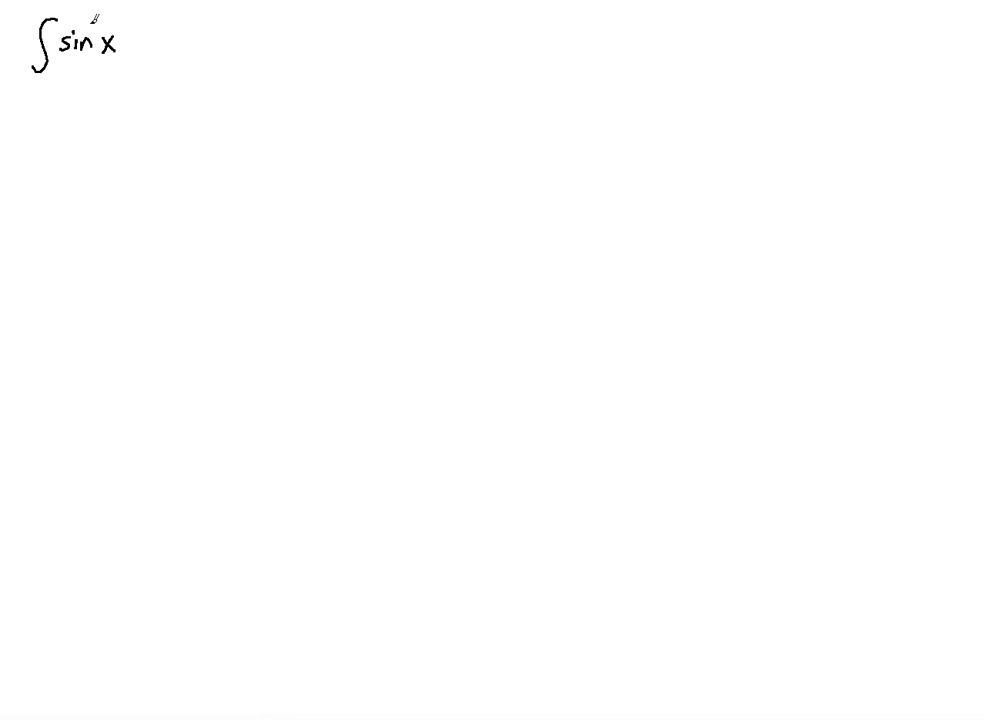 ∫ sin x